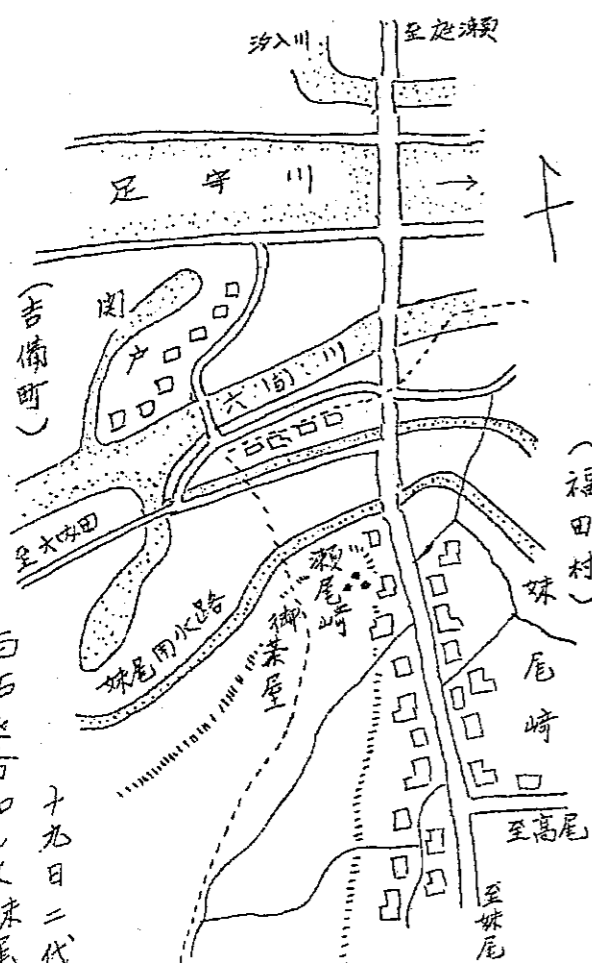 汐入川
至庭瀬
足守川
(吉備町)
関戸
六間川
至大内田
妹尾用水路
瀬尾崎
御茶屋
(福田村)
妹尾崎
至高尾
至妹尾
十九日二代